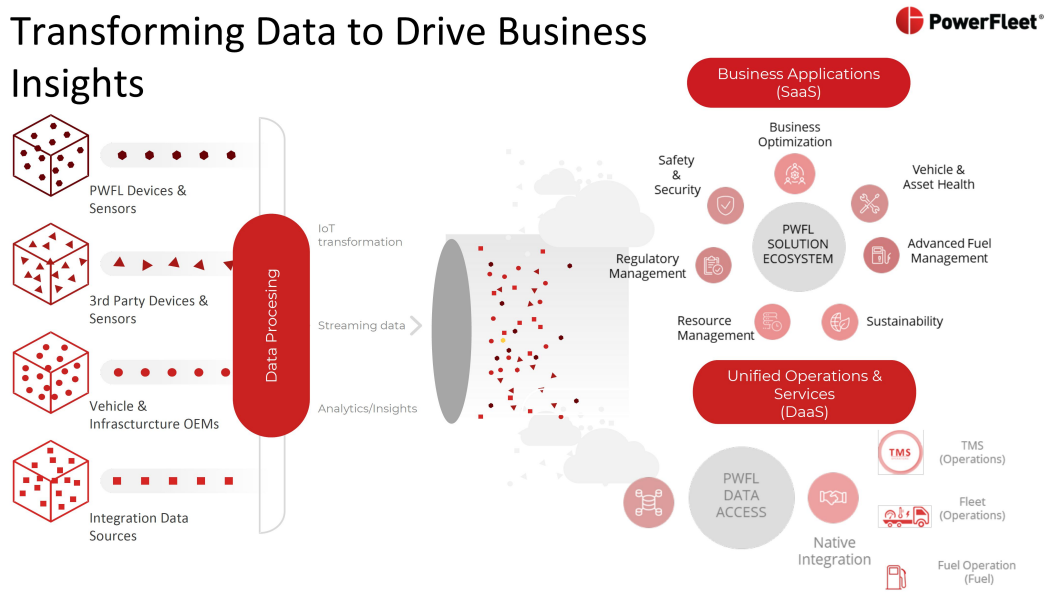 Transforming Data to Drive Business
Insights
PowerFleet®
PWFL Devices &
Sensors
3rd Party Devices &
Sensors
Vehicle &
Infrascturcture OEMs
Integration Data
Sources
Data Procesing
IoT
transformation
Streaming data
Analytics/Insights
Business Applications
(SaaS)
Business
Optimization
Safety
&
Security
Vehicle &
Asset Health
PWFL
SOLUTION
ECOSYSTEM
Regulatory
Management
Advanced Fuel
Management
Resource
Management
Sustainability
Unified Operations &
Services
(DaaS)
PWFL
DATA
ACCESS
Native
Integration
TMS
TMS
(Operations)
Fleet
(Operations)
Fuel Operation
(Fuel)